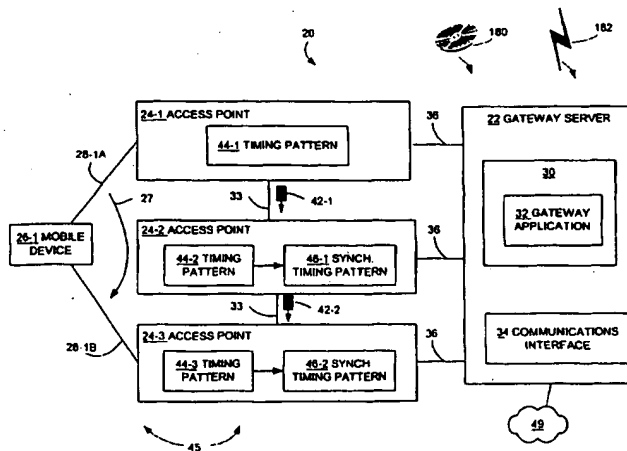 20
180
182
24-1 ACCESS POINT
44-1 TIMING PATTERN
36
22 GATEWAY SERVER
30
32 GATEWAY
APPLICATION
28-1A
27
33
42-1
26-1 MOBILE
DEVICE
24-2
ACCESS POINT
44-2 TIMING
PATTERN
46-1 SYNCH.
TIMING PATTERN
36
33
42-2
28-1B
24-3 ACCESS POINT
44-3 TIMING
PATTERN
46-2 SYNCH
TIMING PATTERN
36
34 COMMUNICATIONS
INTERFACE
45
49